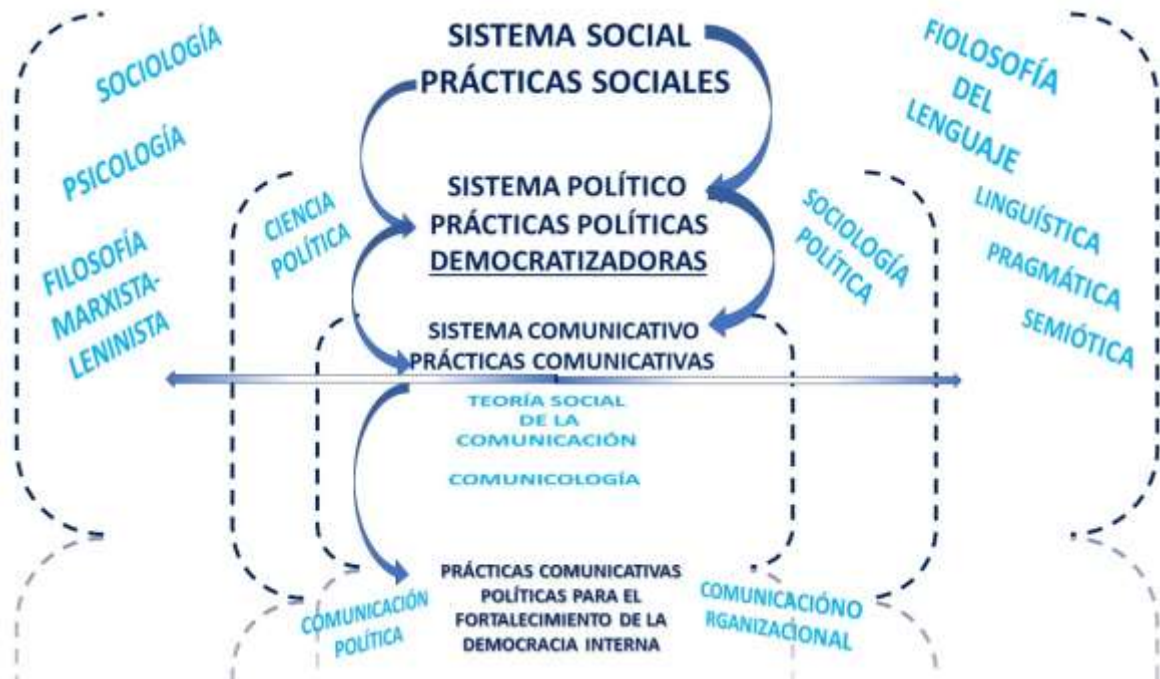 SISTEMA SOCIAL
PRÁCTICAS SOCIALES
SOCIOLOGÍA
PSICOLOGÍA
FILOSOFÍA
MARXISTA-
LENINISTA
CIENCIA
POLÍTICA
SISTEMA POLÍTICO
PRÁCTICAS POLÍTICAS
DEMOCRATIZADORAS
SOCIOLOGÍA
POLÍTICA
FIOLOSOFÍA
DEL
LENGUAJE
LINGUÍSTICA
PRAGMÁTICA
SEMIÓTICA
SISTEMA COMUNICATIVO
PRÁCTICAS COMUNICATIVAS
TEORÍA SOCIAL
DE LA
COMUNICACIÓN
COMUNICOLOGÍA
COMUNICACIÓN
POLÍTICA
PRÁCTICAS COMUNICATIVAS
POLÍTICAS PARA EL
FORTALECIMIENTO DE LA
DEMOCRACIA INTERNA
COMUNICACIÓNO
RGANIZACIONAL